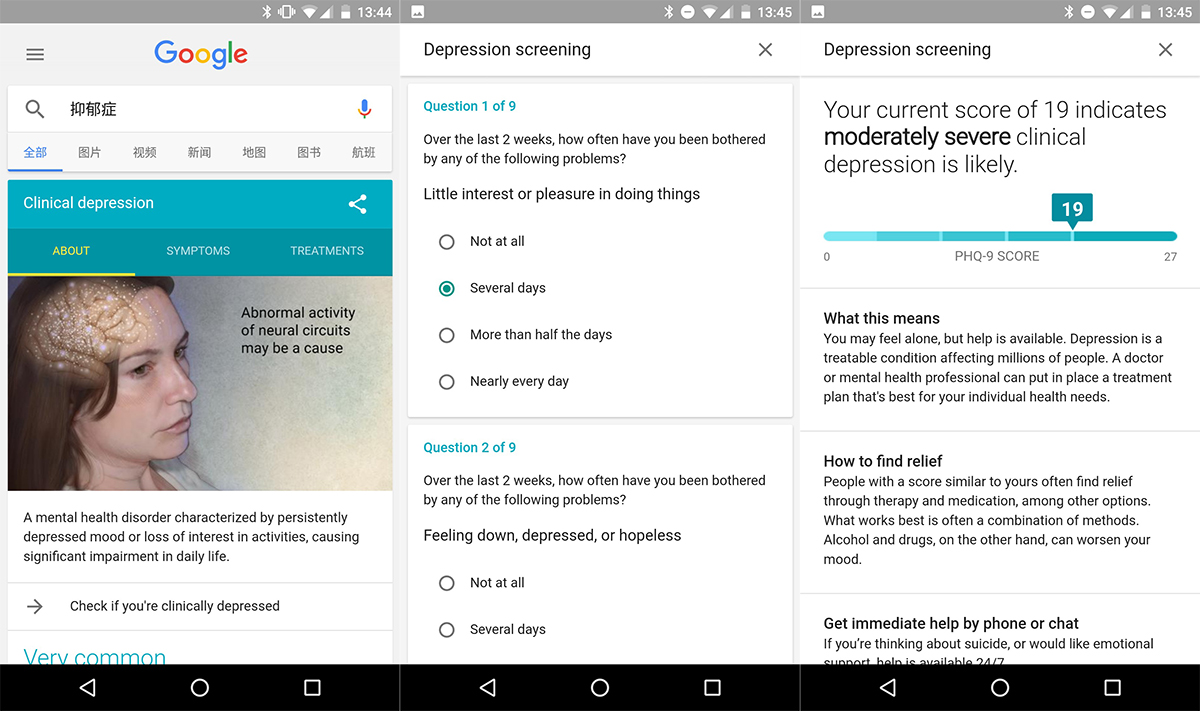 13:44
Google
抑郁症
全部 图片 视频 新闻 地图 图书 航班
Clinical depression
ABOUT SYMPTOMS TREATMENTS
Abnormal activity
of neural circuits
may be a cause
A mental health disorder characterized by persistently
depressed mood or loss of interest in activities, causing
significant impairment in daily life.
Check if you're clinically depressed
Very common
13:45
Depression screening
Question 1 of 9
Over the last 2 weeks, how often have you been bothered
by any of the following problems?
Little interest or pleasure in doing things
Not at all
Several days
More than half the days
Nearly every day
Question 2 of 9
Over the last 2 weeks, how often have you been bothered
by any of the following problems?
Feeling down, depressed, or hopeless
Not at all
Several days
13:45
Depression screening
Your current score of 19 indicates
moderately severe clinical
depression is likely.
19
0 PHQ-9 SCORE 27
What this means
You may feel alone, but help is available. Depression is a
treatable condition affecting millions of people. A doctor
or mental health professional can put in place a treatment
plan that's best for your individual health needs.
How to find relief
People with a score similar to yours often find relief
through therapy and medication, among other options.
What works best is often a combination of methods.
Alcohol and drugs, on the other hand, can worsen your
mood.
Get immediate help by phone or chat
If you’re thinking about suicide, or would like emotional
support, help is available 24/7